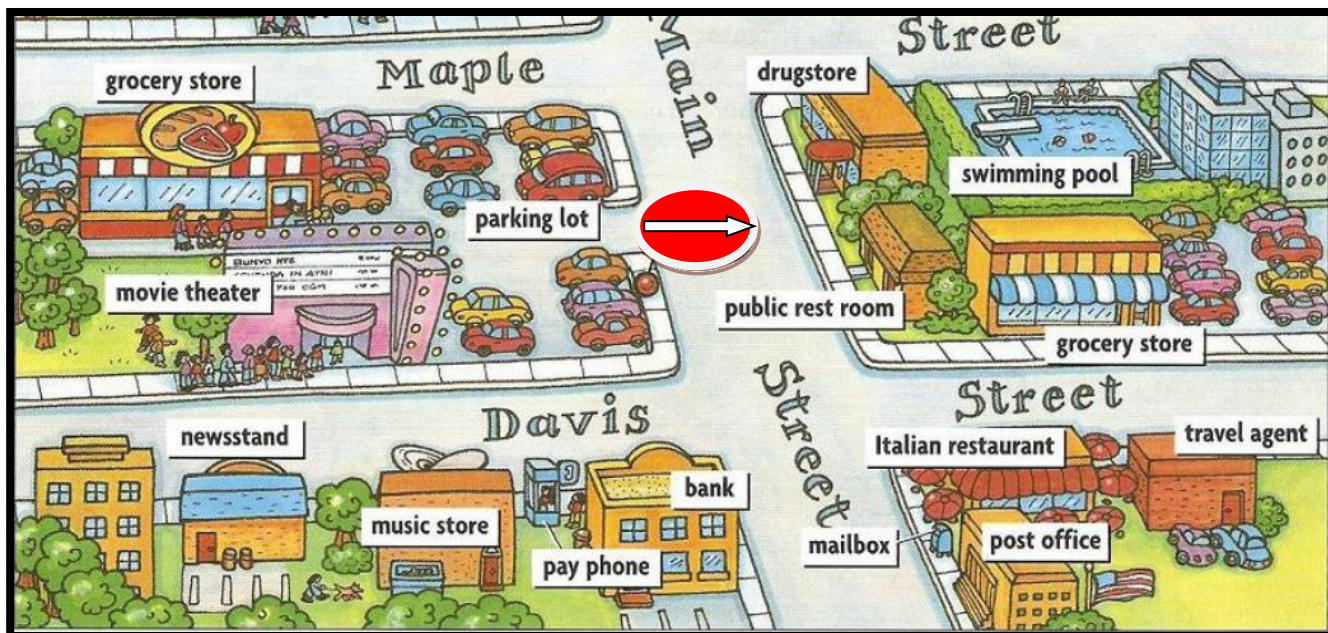 Maple
Main
Street
grocery store
drugstore
parking lot
swimming pool
movie theater
public rest room
grocery store
Davis
Street
Street
newsstand
Italian restaurant
travel agent
music store
bank
pay phone
mailbox
post office